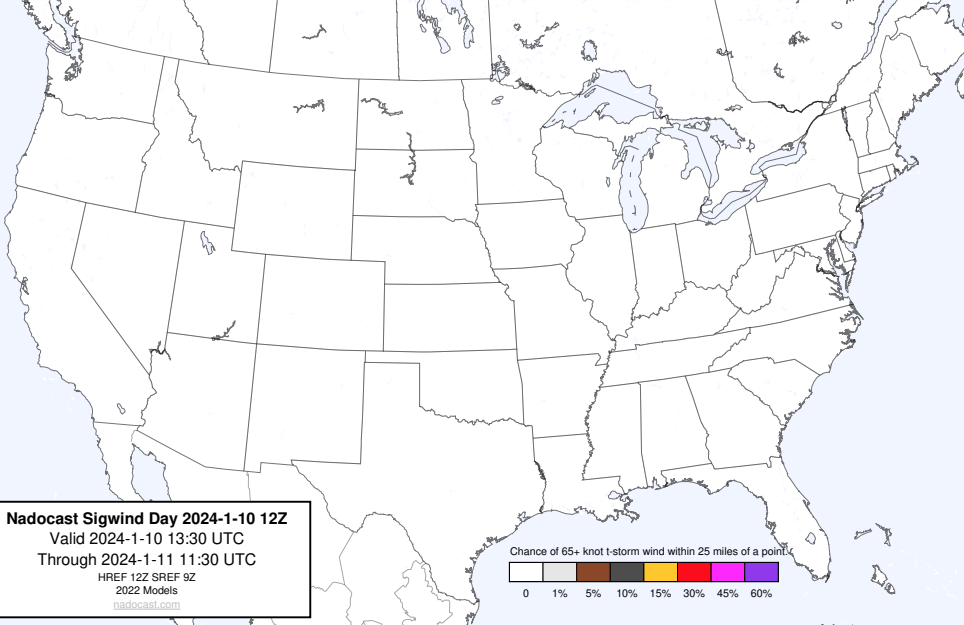 Nadocast Sigwind Day 2024-1-10 12Z
Valid 2024-1-10 13:30 UTC
Through 2024-1-11 11:30 UTC
HREF 12Z SREF 9Z
2022 Models
nadocast.com
Chance of 65+ knot t-storm wind within 25 miles of a point.
0 1% 5% 10% 15% 30% 45% 60%